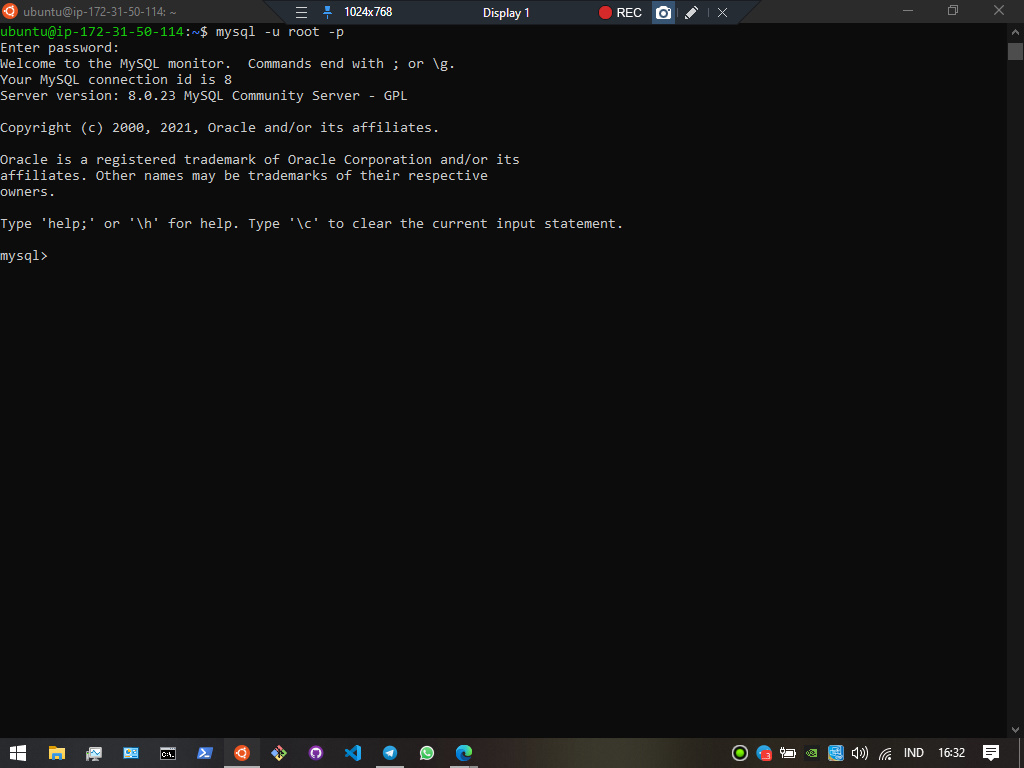 ubuntu@ip-172-31-50-114: ~
1024x768
Display 1
REC
ubuntu@ip-172-31-50-114:~$ mysql -u root -p
Enter password:
Welcome to the MySQL monitor.  Commands end with ; or \g.
Your MySQL connection id is 8
Server version: 8.0.23 MySQL Community Server - GPL
Copyright (c) 2000, 2021, Oracle and/or its affiliates.
Oracle is a registered trademark of Oracle Corporation and/or its
affiliates. Other names may be trademarks of their respective
owners.
Type 'help;' or '\h' for help. Type '\c' to clear the current input statement.
mysql>
IND
16:32